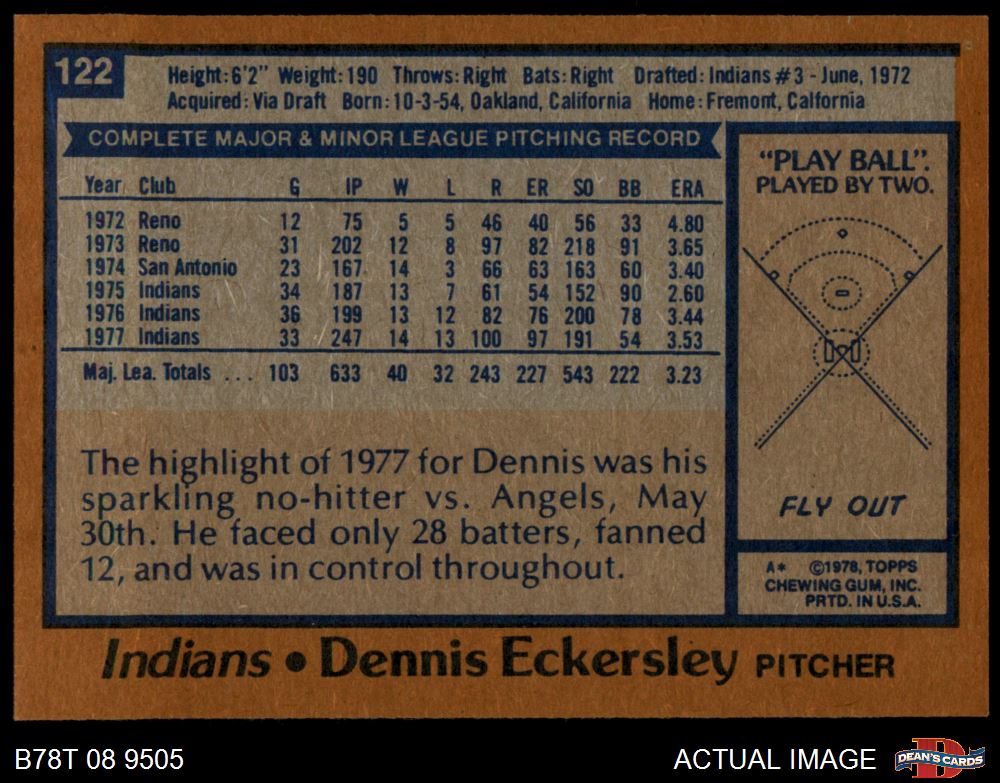 122
Height: 6'2" Weight: 190 Throws: Right Bats: Right Drafted: Indians #3 - June, 1972
Acquired: Via Draft Born: 10-3-54, Oakland, California Home: Fremont, Calfornia
COMPLETE MAJOR & MINOR LEAGUE PITCHING RECORD
Year Club G IP W L R ER SO BB ERA
1972 Reno 12 75 5 5 46 40 56 33 4.80
1973 Reno 31 202 12 8 97 82 218 91 3.65
1974 San Antonio 23 167 14 3 66 63 163 60 3.40
1975 Indians 34 187 13 7 61 54 152 90 2.60
1976 Indians 36 199 13 12 82 76 200 78 3.44
1977 Indians 33 247 14 13 100 97 191 54 3.53
Maj. Lea. Totals ... 103 633 40 32 243 227 543 222 3.23
The highlight of 1977 for Dennis was his
sparkling no-hitter vs. Angels, May
30th. He faced only 28 batters, fanned
12, and was in control throughout.
"PLAY BALL".
PLAYED BY TWO.
FLY OUT
A* ©1978, TOPPS
CHEWING GUM, INC.
PRTD. IN U.S.A.
Indians • Dennis Eckersley PITCHER
B78T 08 9505
ACTUAL IMAGE
D
DEAN'S CARDS